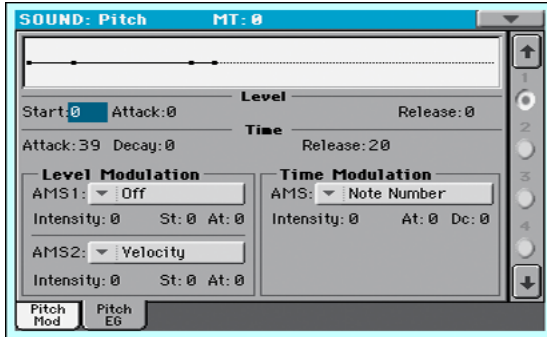 SOUND: Pitch MT: 0
Level
Start:0 Attack:0 Release:0
Time
Attack:39 Decay:0 Release:20
Level Modulation
AMS1: Off
Intensity:0 St:0 At:0
AMS2: Velocity
Intensity:0 St:0 At:0
Time Modulation
AMS: Note Number
Intensity:0 At:0 Dc:0
1
2
3
4
Pitch Mod
Pitch EG